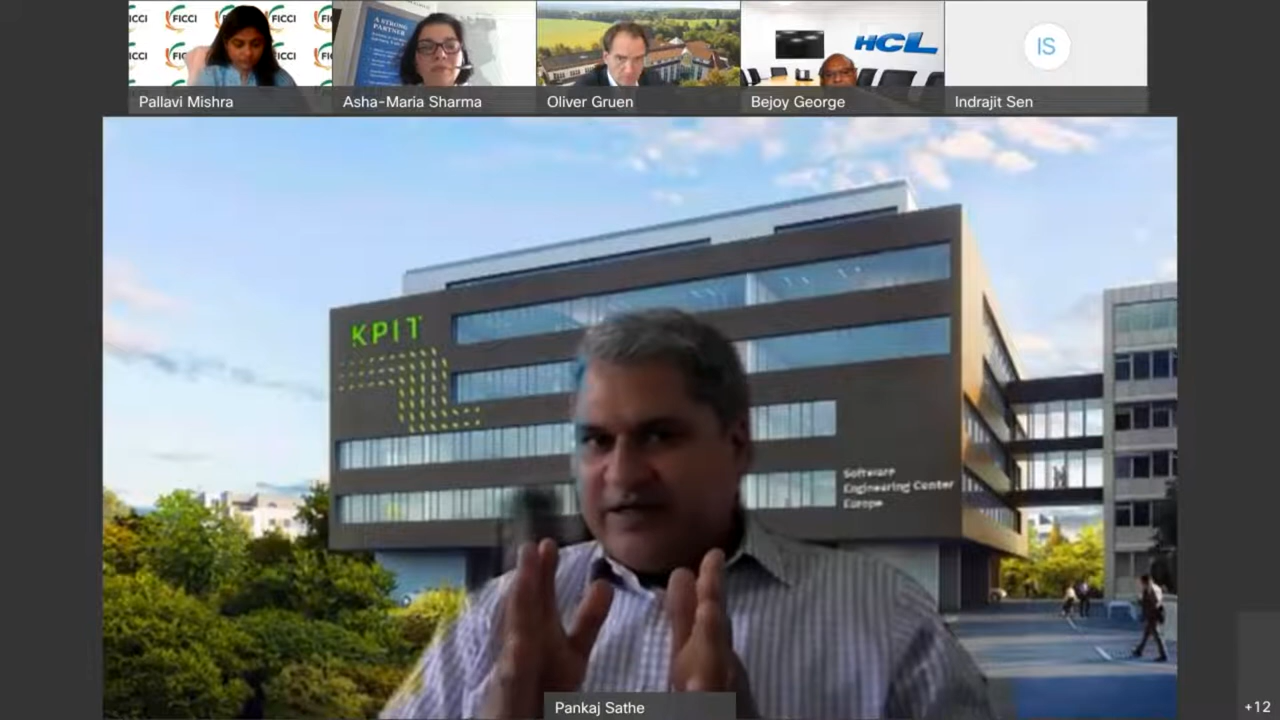 FICCI
FICCI
A STRONG
PARTNER
HCL
IS
Pallavi Mishra
Asha-Maria Sharma
Oliver Gruen
Bejoy George
Indrajit Sen
KPIT
Software
Engineering Center
Europe
Pankaj Sathe
+12